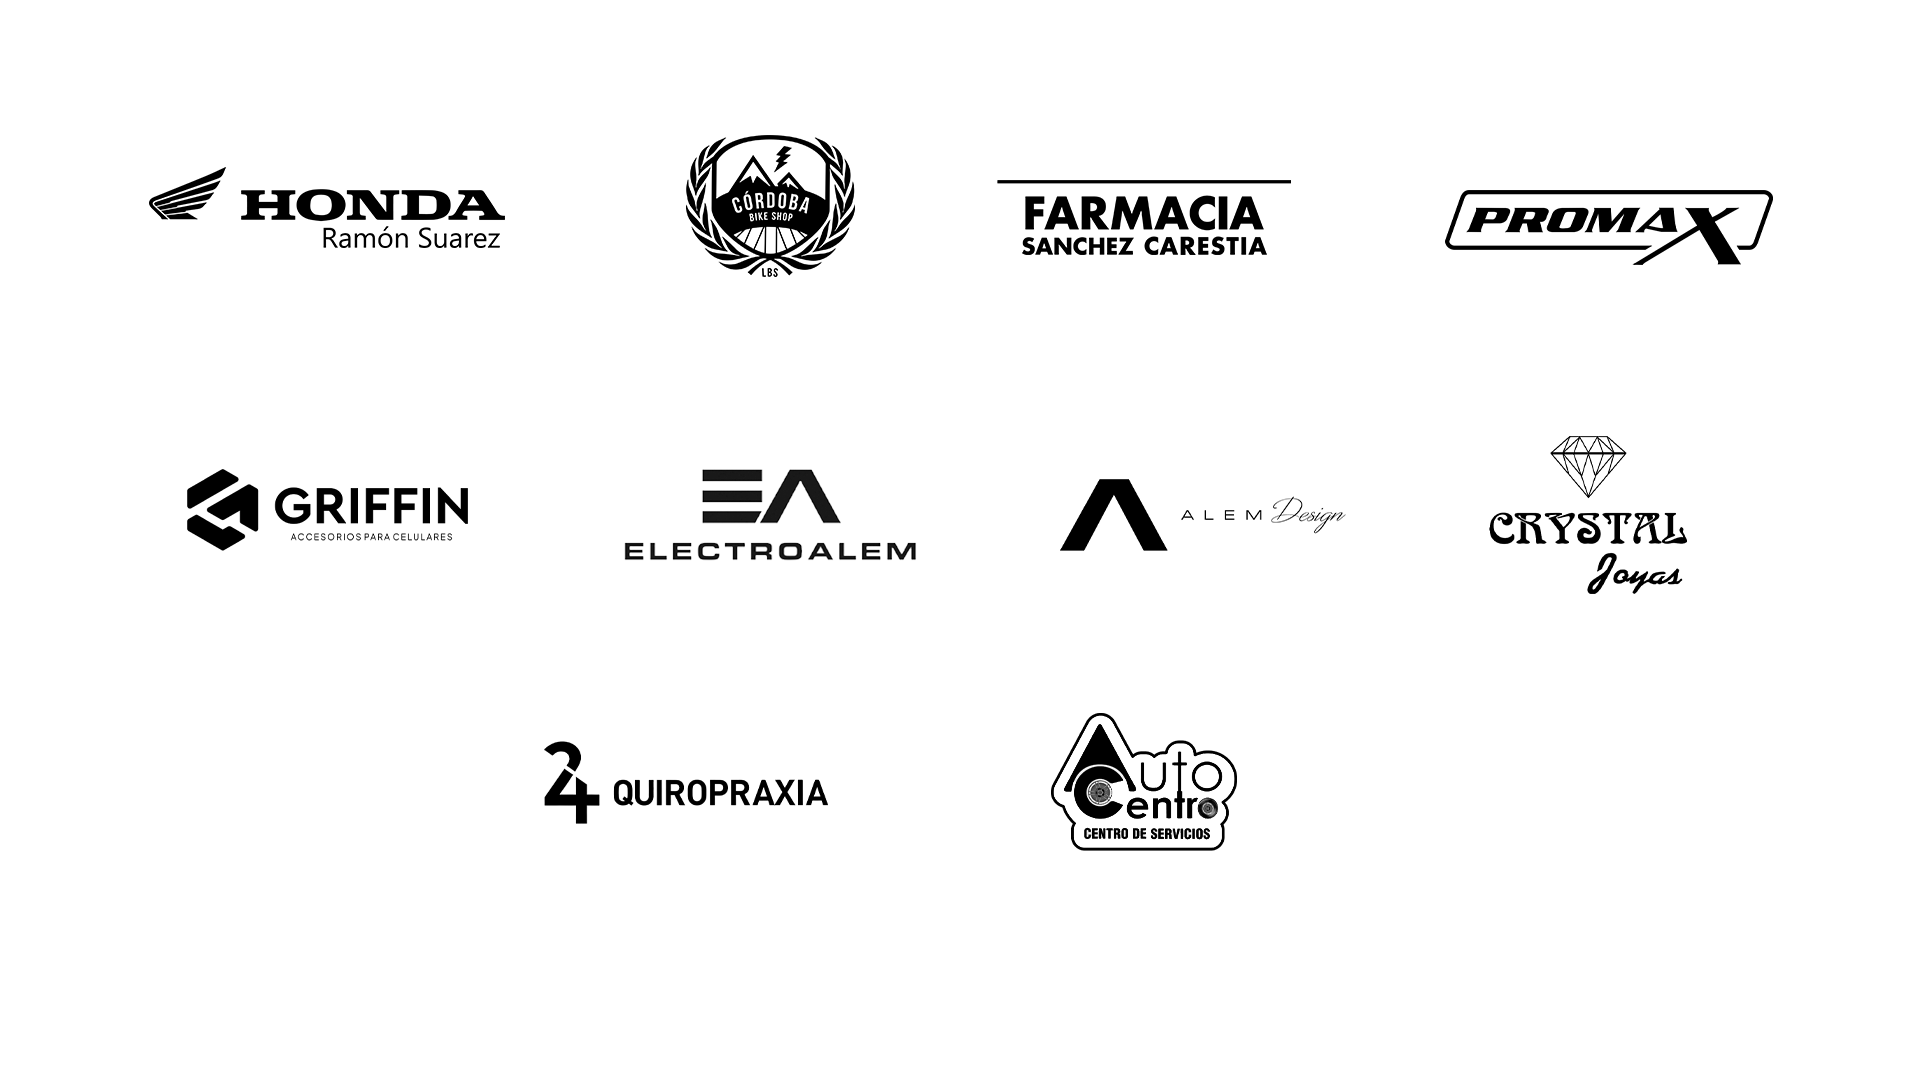 HONDA
Ramón Suarez
CÓRDOBA
BIKE SHOP
LBS
FARMACIA
SANCHEZ CARESTIA
PROMAX
GRIFFIN
ACCESORIOS PARA CELULARES
EA
ELECTROALEM
ALEM Design
CRYSTAL
Joyas
24 QUIROPRAXIA
Auto
Centro
CENTRO DE SERVICIOS